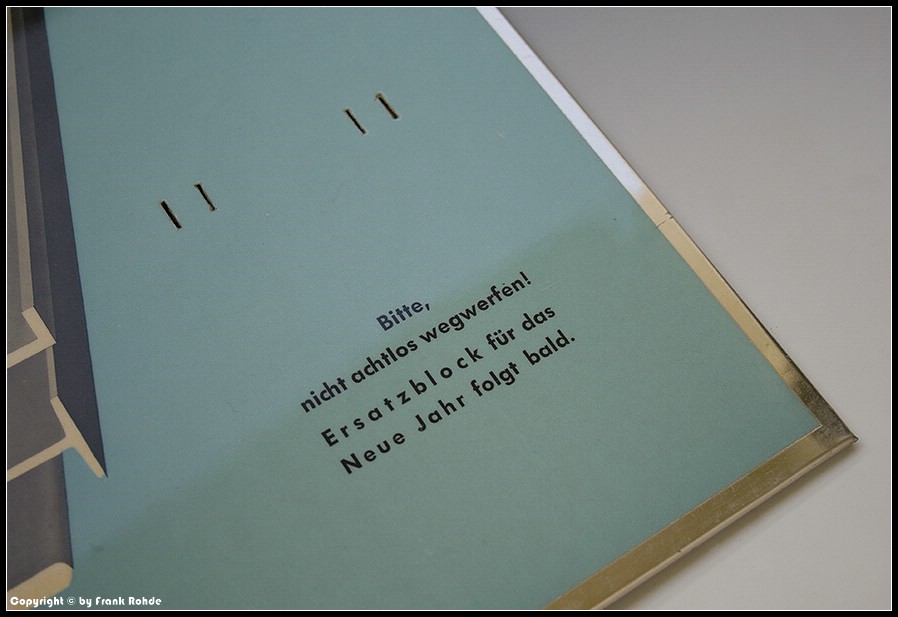 Bitte,
nicht achtlos wegwerfen!
Ersatzblock für das
Neue Jahr folgt bald.
Copyright © by Frank Rohde